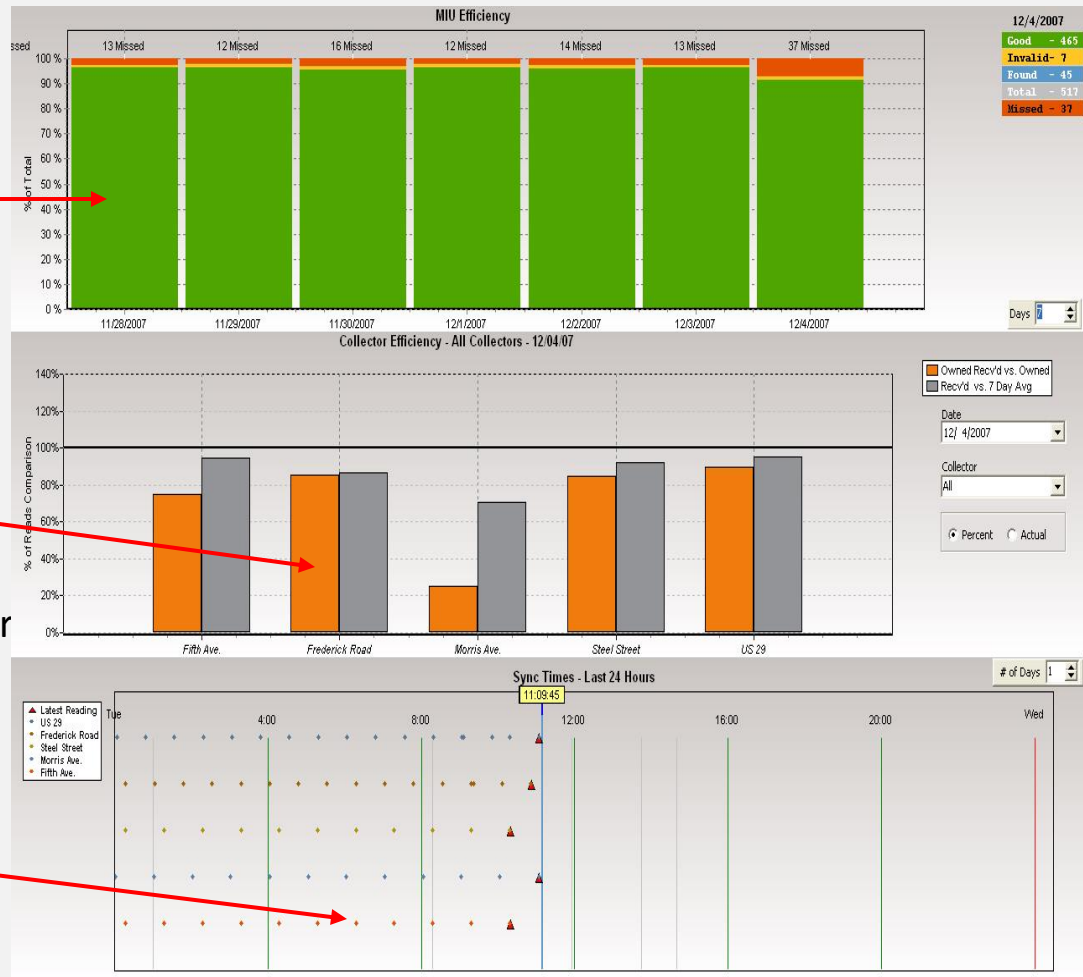 MIU Efficiency
ssed 13 Missed 12 Missed 16 Missed 12 Missed 14 Missed 13 Missed 37 Missed
100 %
90 %
80 %
70 %
60 %
50 %
40 %
30 %
20 %
10 %
0 %
% of Total
11/28/2007 11/29/2007 11/30/2007 12/1/2007 12/2/2007 12/3/2007 12/4/2007
12/4/2007
Good - 465
Invalid- 7
Found - 45
Total - 517
Missed - 37
Days 7
Collector Efficiency - All Collectors - 12/04/07
140%
120%
100%
80%
60%
40%
20%
0%
% of Reads Comparison
Fifth Ave. Frederick Road Morris Ave. Steel Street US 29
Owned Recv'd vs. Owned
Recv'd vs. 7 Day Avg
Date
12/ 4/2007
Collector
All
Percent Actual
r
Sync Times - Last 24 Hours
# of Days 1
11:09:45
Latest Reading
US 29
Frederick Road
Steel Street
Morris Ave.
Fifth Ave.
Tue 4:00 8:00 12:00 16:00 20:00 Wed